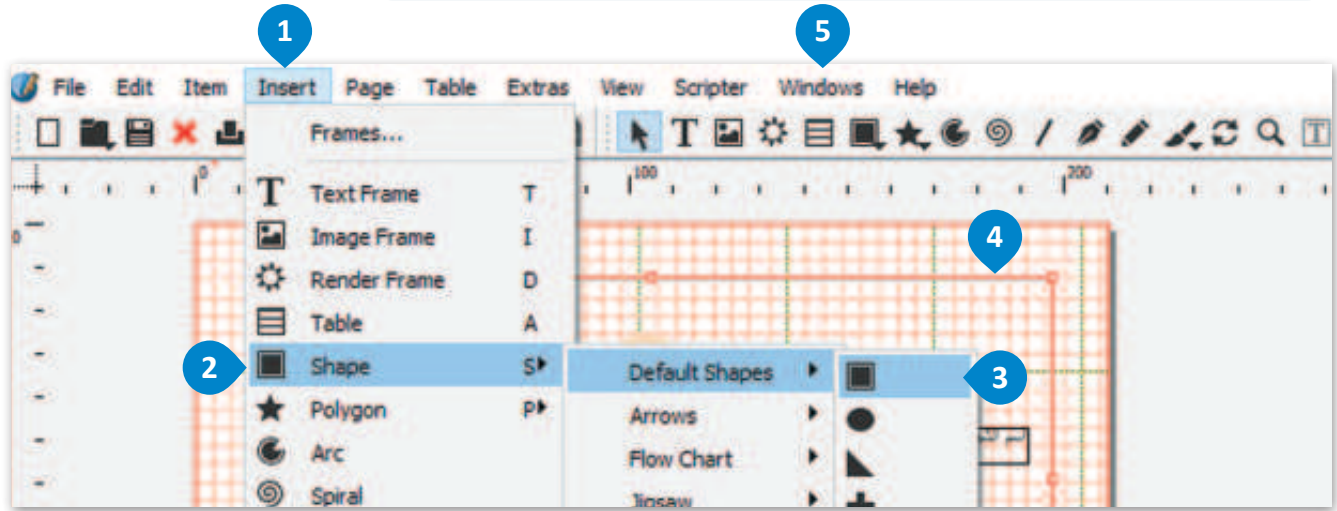 1 5
File Edit Item Insert Page Table Extras View Scripter Windows Help
Frames...
T T
0 100 200
T Text Frame T
Image Frame I
4
Render Frame D
Table A
2 Shape S
Default Shapes 3
Polygon P
Arrows
Arc
Flow Chart
Spiral
Jigsaw
0